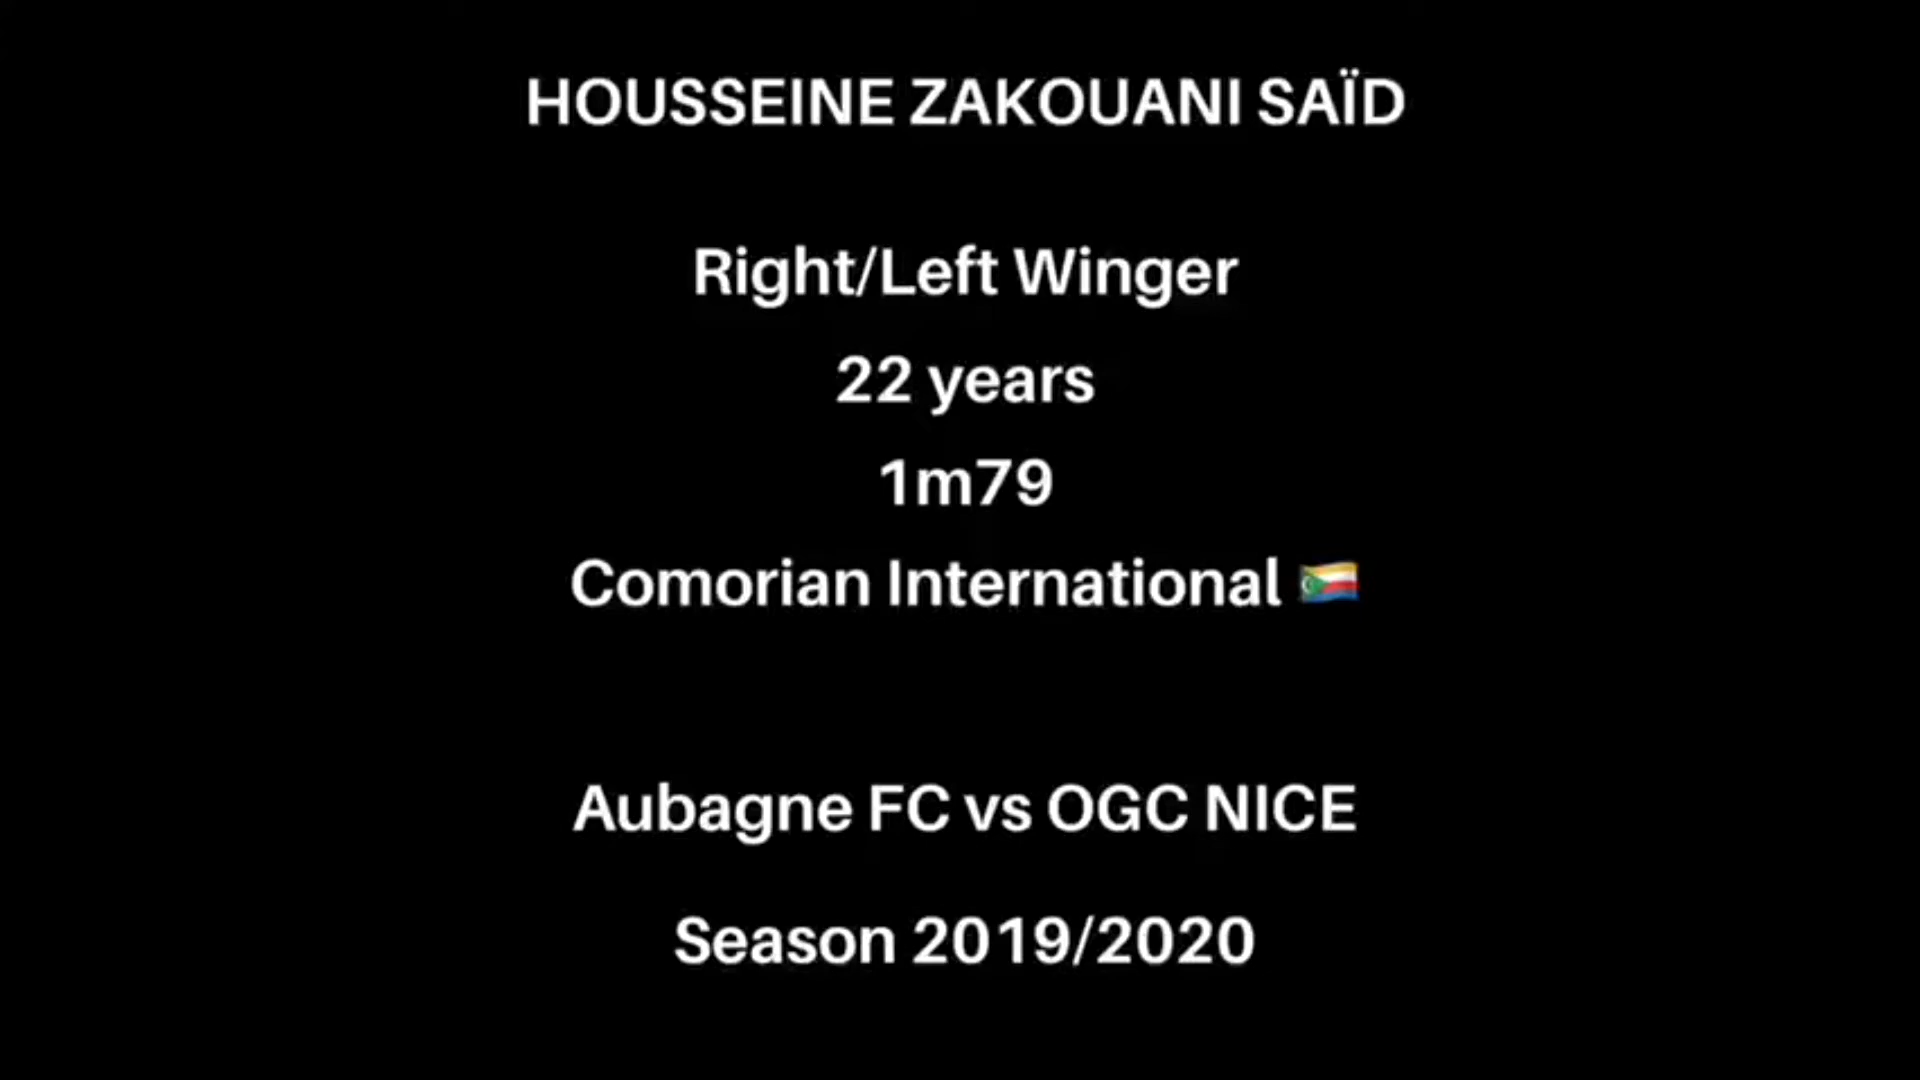 HOUSSEINE ZAKOUANI SAÏD
Right/Left Winger
22 years
1m79
Comorian International 🇰🇲
Aubagne FC vs OGC NICE
Season 2019/2020